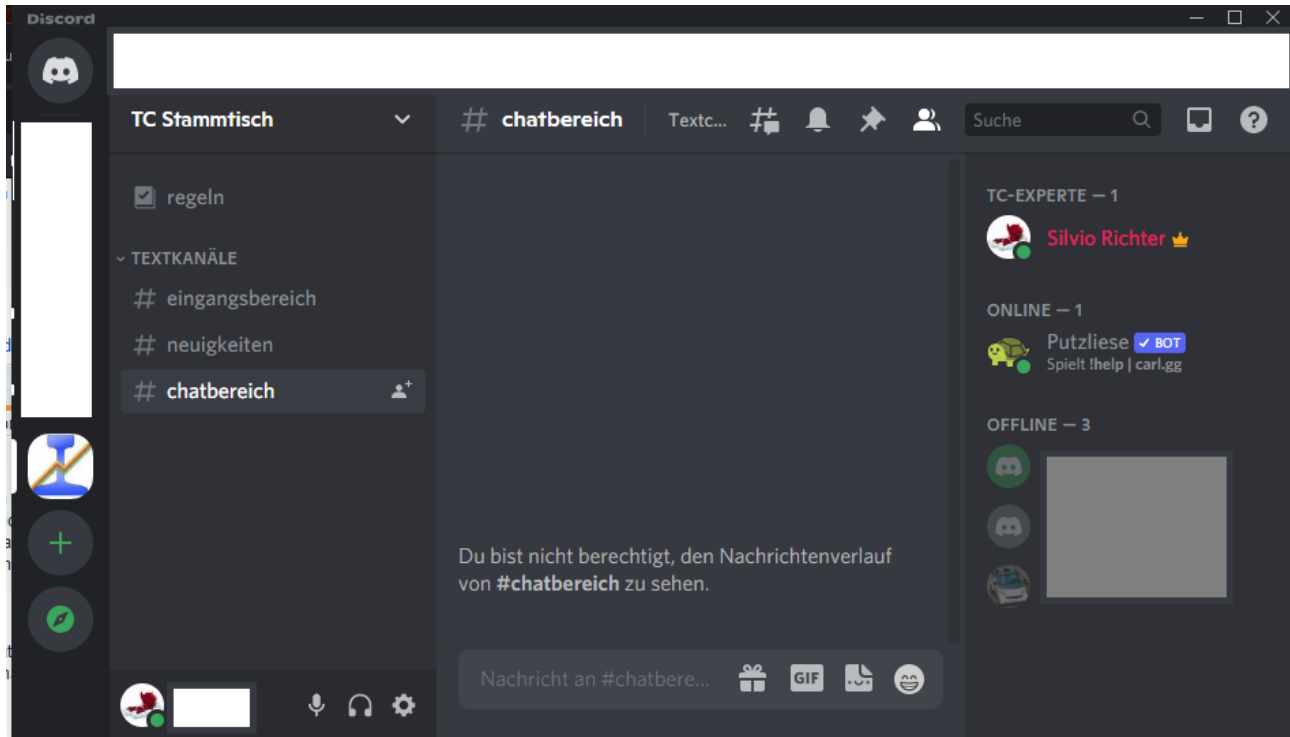 Discord
TC Stammtisch
regeln
TEXTKANÄLE
eingangsbereich
neuigkeiten
chatbereich
chatbereich
Textc...
Suche
Du bist nicht berechtigt, den Nachrichtenverlauf
von #chatbereich zu sehen.
Nachricht an #chatbere...
GIF
TC-EXPERTE — 1
Silvio Richter
ONLINE — 1
Putzliese ✓ BOT
Spielt !help | carl.gg
OFFLINE — 3